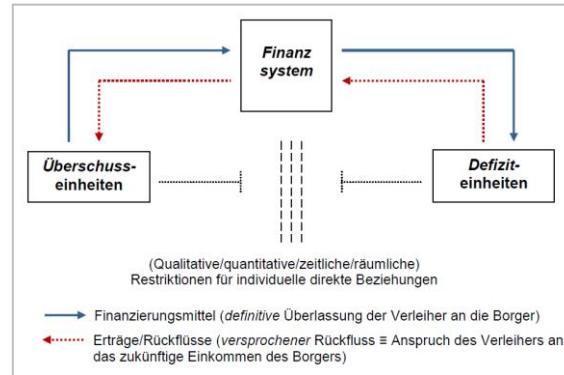 Finanz
system
Überschuss-
einheiten
Defizit-
einheiten
(Qualitative/quantitative/zeitliche/räumliche)
Restriktionen für individuelle direkte Beziehungen
Finanzierungsmittel (definitive Überlassung der Verleiher an die Borger)
Erträge/Rückflüsse (versprochener Rückfluss ≡ Anspruch des Verleihers an
das zukünftige Einkommen des Borgers)